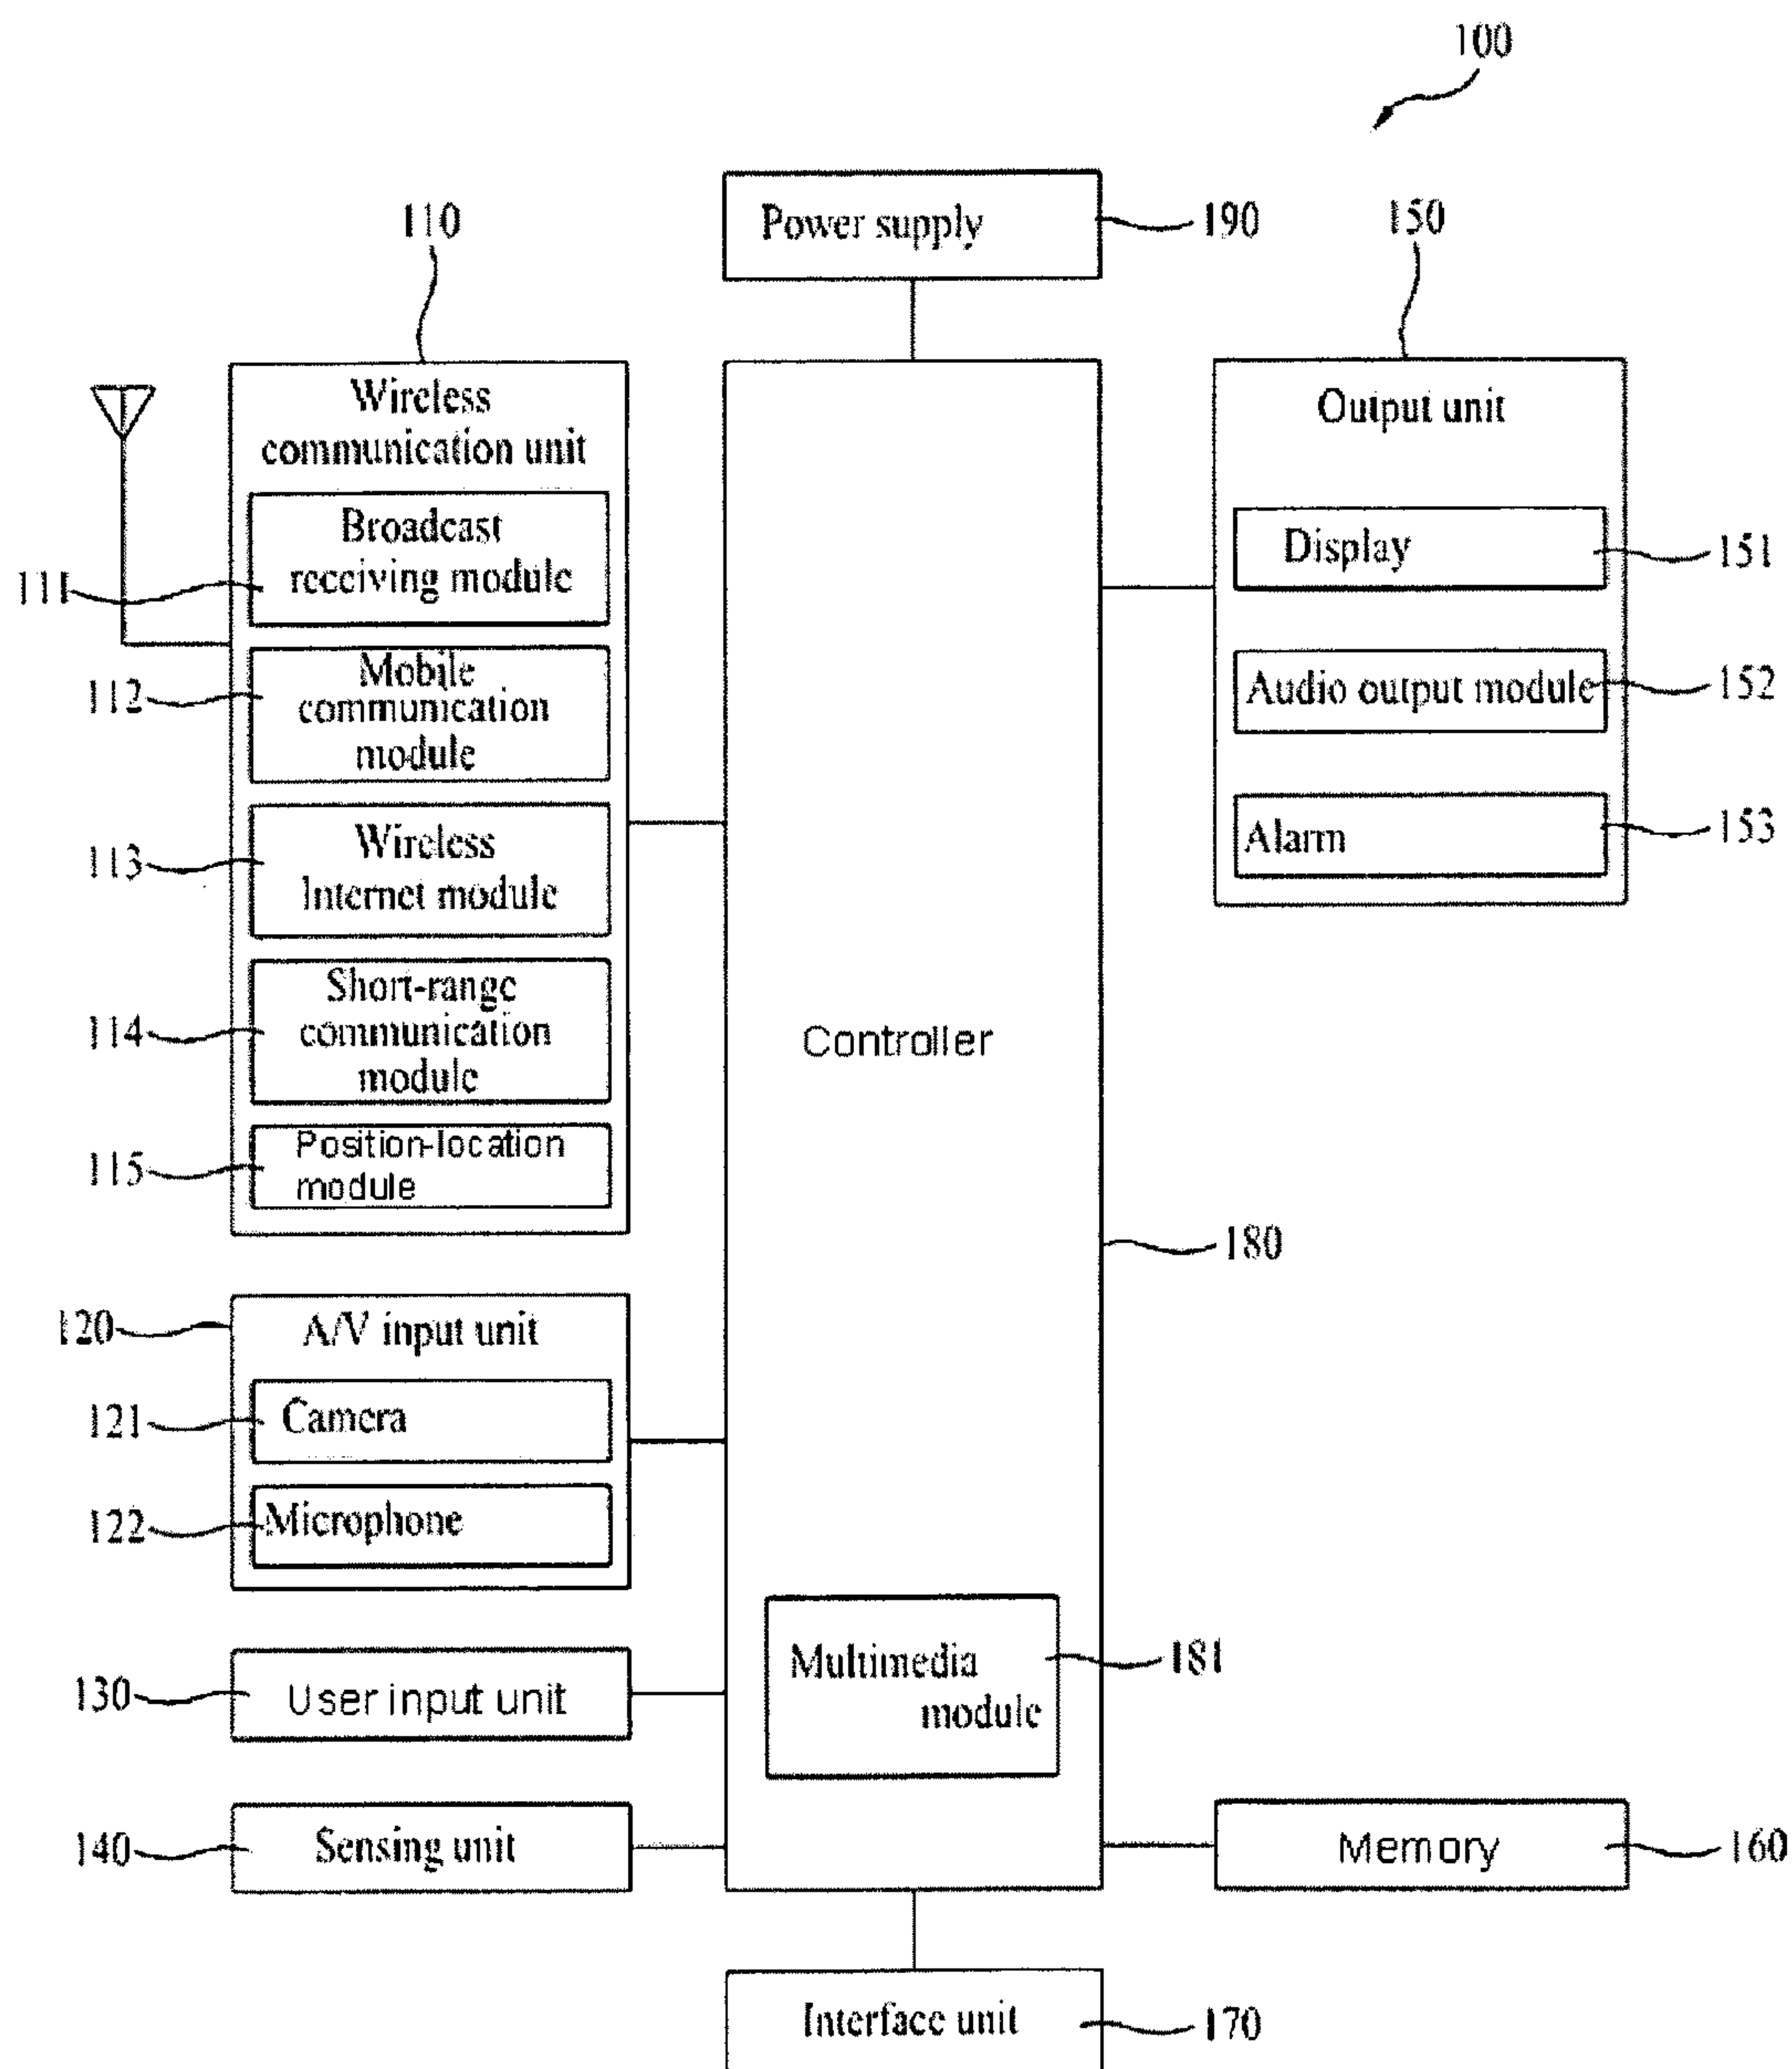 100
Power supply
190
110
150
Wireless
communication unit
Broadcast
receiving module
111
Mobile
communication
module
112
Wireless
Internet module
113
Short-range
communication
module
114
Position-location
module
115
Output unit
Display
151
Audio output module
152
Alarm
153
Controller
180
120
A/V input unit
Camera
121
Microphone
122
Multimedia
module
181
130
User input unit
140
Sensing unit
Memory
160
Interface unit
170